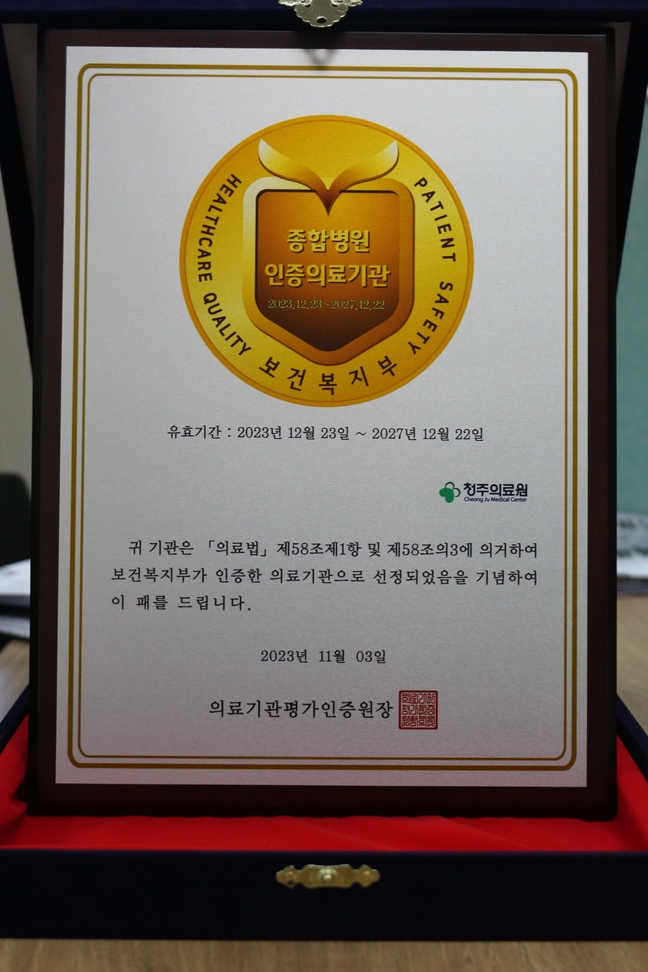 HEALTHCARE QUALITY
PATIENT SAFETY
종합병원
인증의료기관
2023.12.23~2027.12.22
보건복지부
유효기간 : 2023년 12월 23일 ~ 2027년 12월 22일
청주의료원
Cheong Ju Medical Center
귀 기관은 「의료법」 제58조제1항 및 제58조의3에 의거하여
보건복지부가 인증한 의료기관으로 선정되었음을 기념하여
이 패를 드립니다.
2023년 11월 03일
의료기관평가인증원장